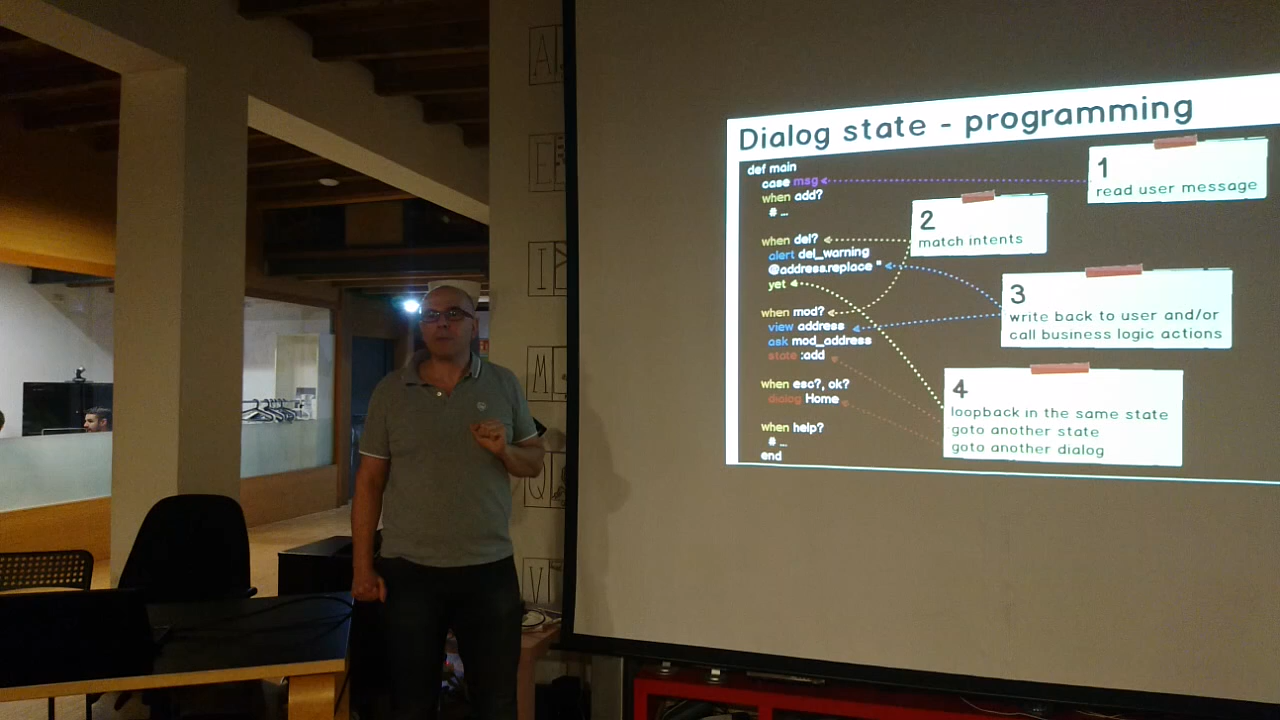 Dialog state - programming
def main
case msg
when add?
# ...
when del?
alert del_warning
@address.replace "
yet
when mod?
view address
ask mod_address
state :add
when esc?, ok?
dialog Home
when help?
# ...
end
1
read user message
2
match intents
3
write back to user and/or
call business logic actions
4
loopback in the same state
goto another state
goto another dialog